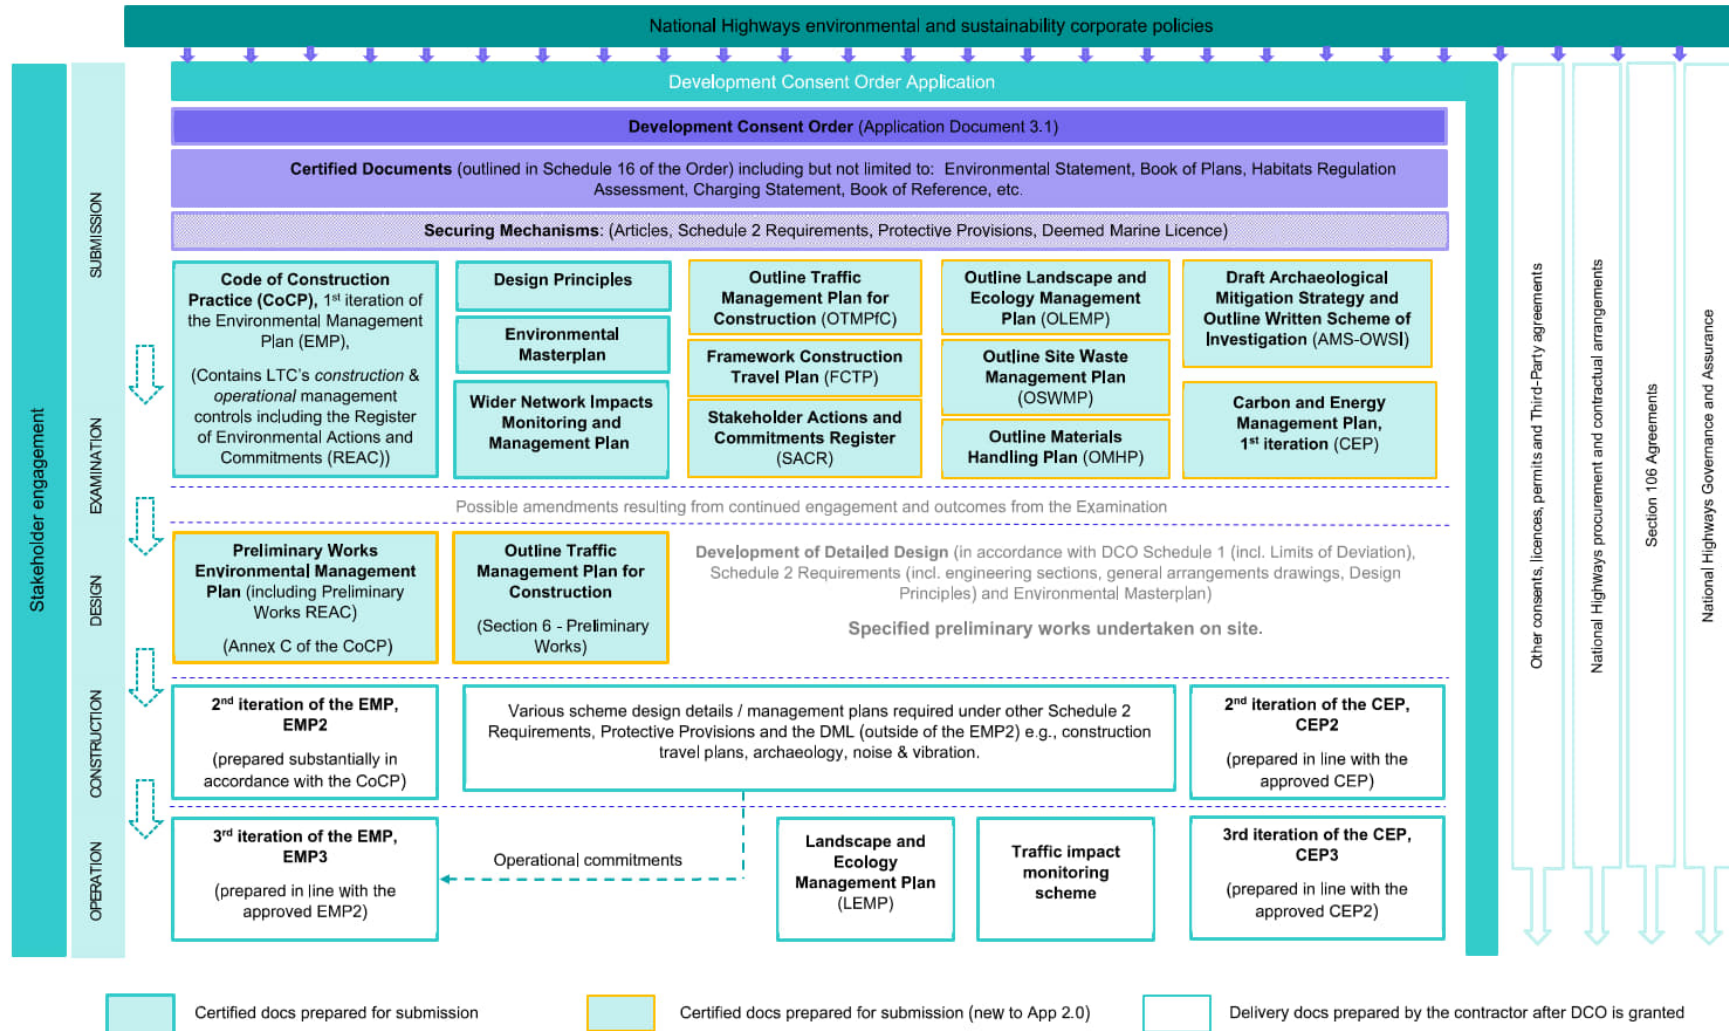 National Highways environmental and sustainability corporate policies
Development Consent Order Application
Development Consent Order (Application Document 3.1)
Certified Documents (outlined in Schedule 16 of the Order) including but not limited to: Environmental Statement, Book of Plans, Habitats Regulation
Assessment, Charging Statement, Book of Reference, etc.
Securing Mechanisms: (Articles, Schedule 2 Requirements, Protective Provisions, Deemed Marine Licence)
Stakeholder engagement
SUBMISSION
EXAMINATION
DESIGN
CONSTRUCTION
OPERATION
Code of Construction
Practice (CoCP), 1st iteration of
the Environmental Management
Plan (EMP),
(Contains LTC's construction &
operational management
controls including the Register
of Environmental Actions and
Commitments (REAC))
Design Principles
Environmental
Masterplan
Wider Network Impacts
Monitoring and
Management Plan
Outline Traffic
Management Plan for
Construction (OTMPfC)
Framework Construction
Travel Plan (FCTP)
Stakeholder Actions and
Commitments Register
(SACR)
Outline Landscape and
Ecology Management
Plan (OLEMP)
Outline Site Waste
Management Plan
(OSWMP)
Outline Materials
Handling Plan (OMHP)
Draft Archaeological
Mitigation Strategy and
Outline Written Scheme of
Investigation (AMS-OWSI)
Carbon and Energy
Management Plan,
1st iteration (CEP)
Possible amendments resulting from continued engagement and outcomes from the Examination
Preliminary Works
Environmental Management
Plan (including Preliminary
Works REAC)
(Annex C of the CoCP)
Outline Traffic
Management Plan for
Construction
(Section 6 - Preliminary
Works)
Development of Detailed Design (in accordance with DCO Schedule 1 (incl. Limits of Deviation),
Schedule 2 Requirements (incl. engineering sections, general arrangements drawings, Design
Principles) and Environmental Masterplan)
Specified preliminary works undertaken on site.
2nd iteration of the EMP,
EMP2
(prepared substantially in
accordance with the CoCP)
Various scheme design details / management plans required under other Schedule 2
Requirements, Protective Provisions and the DML (outside of the EMP2) e.g., construction
travel plans, archaeology, noise & vibration.
2nd iteration of the CEP,
CEP2
(prepared in line with the
approved CEP)
3rd iteration of the EMP,
EMP3
(prepared in line with the
approved EMP2)
Operational commitments
Landscape and
Ecology
Management Plan
(LEMP)
Traffic impact
monitoring
scheme
3rd iteration of the CEP,
CEP3
(prepared in line with the
approved CEP2)
Other consents, licences, permits and Third-Party agreements
National Highways procurement and contractual arrangements
Section 106 Agreements
National Highways Governance and Assurance
Certified docs prepared for submission
Certified docs prepared for submission (new to App 2.0)
Delivery docs prepared by the contractor after DCO is granted